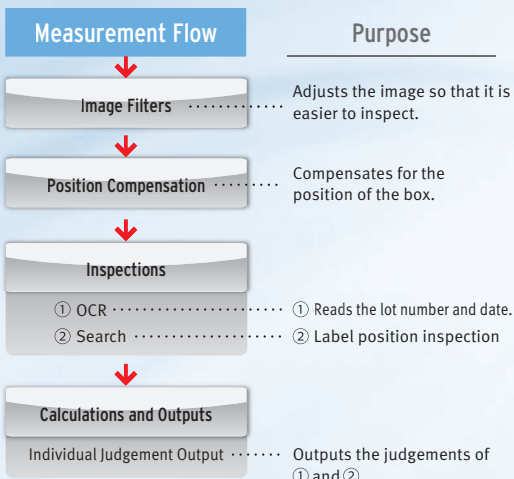 Measurement Flow Purpose
Image Filters ············· Adjusts the image so that it is
easier to inspect.
Position Compensation ········· Compensates for the
position of the box.
Inspections
① OCR ······················ ① Reads the lot number and date.
② Search ··················· ② Label position inspection
Calculations and Outputs
Individual Judgement Output ······· Outputs the judgements of
① and ②